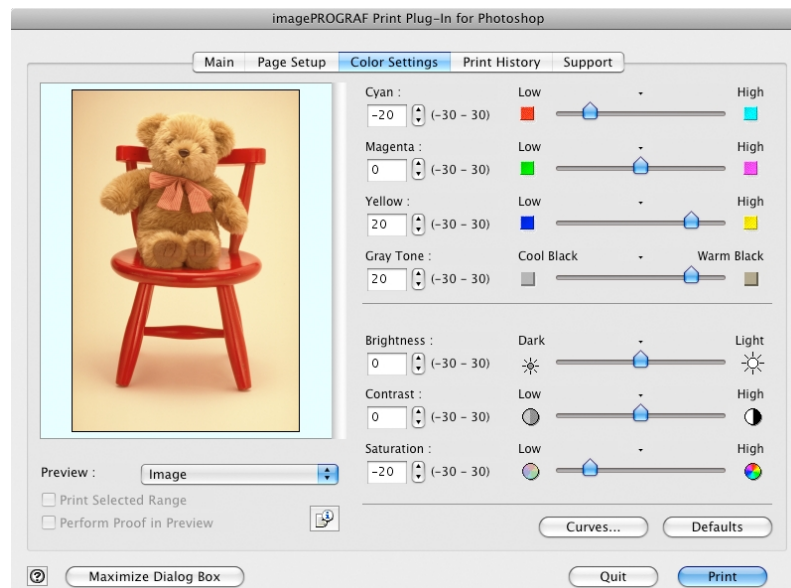 imagePROGRAF Print Plug-In for Photoshop
Main Page Setup Color Settings Print History Support
Cyan : Low High
-20 (-30 – 30)
Magenta : Low High
0 (-30 – 30)
Yellow : Low High
20 (-30 – 30)
Gray Tone : Cool Black Warm Black
20 (-30 – 30)
Brightness : Dark Light
0 (-30 – 30)
Contrast : Low High
0 (-30 – 30)
Saturation : Low High
-20 (-30 – 30)
Preview : Image
Print Selected Range
Perform Proof in Preview
Curves... Defaults
? Maximize Dialog Box Quit Print